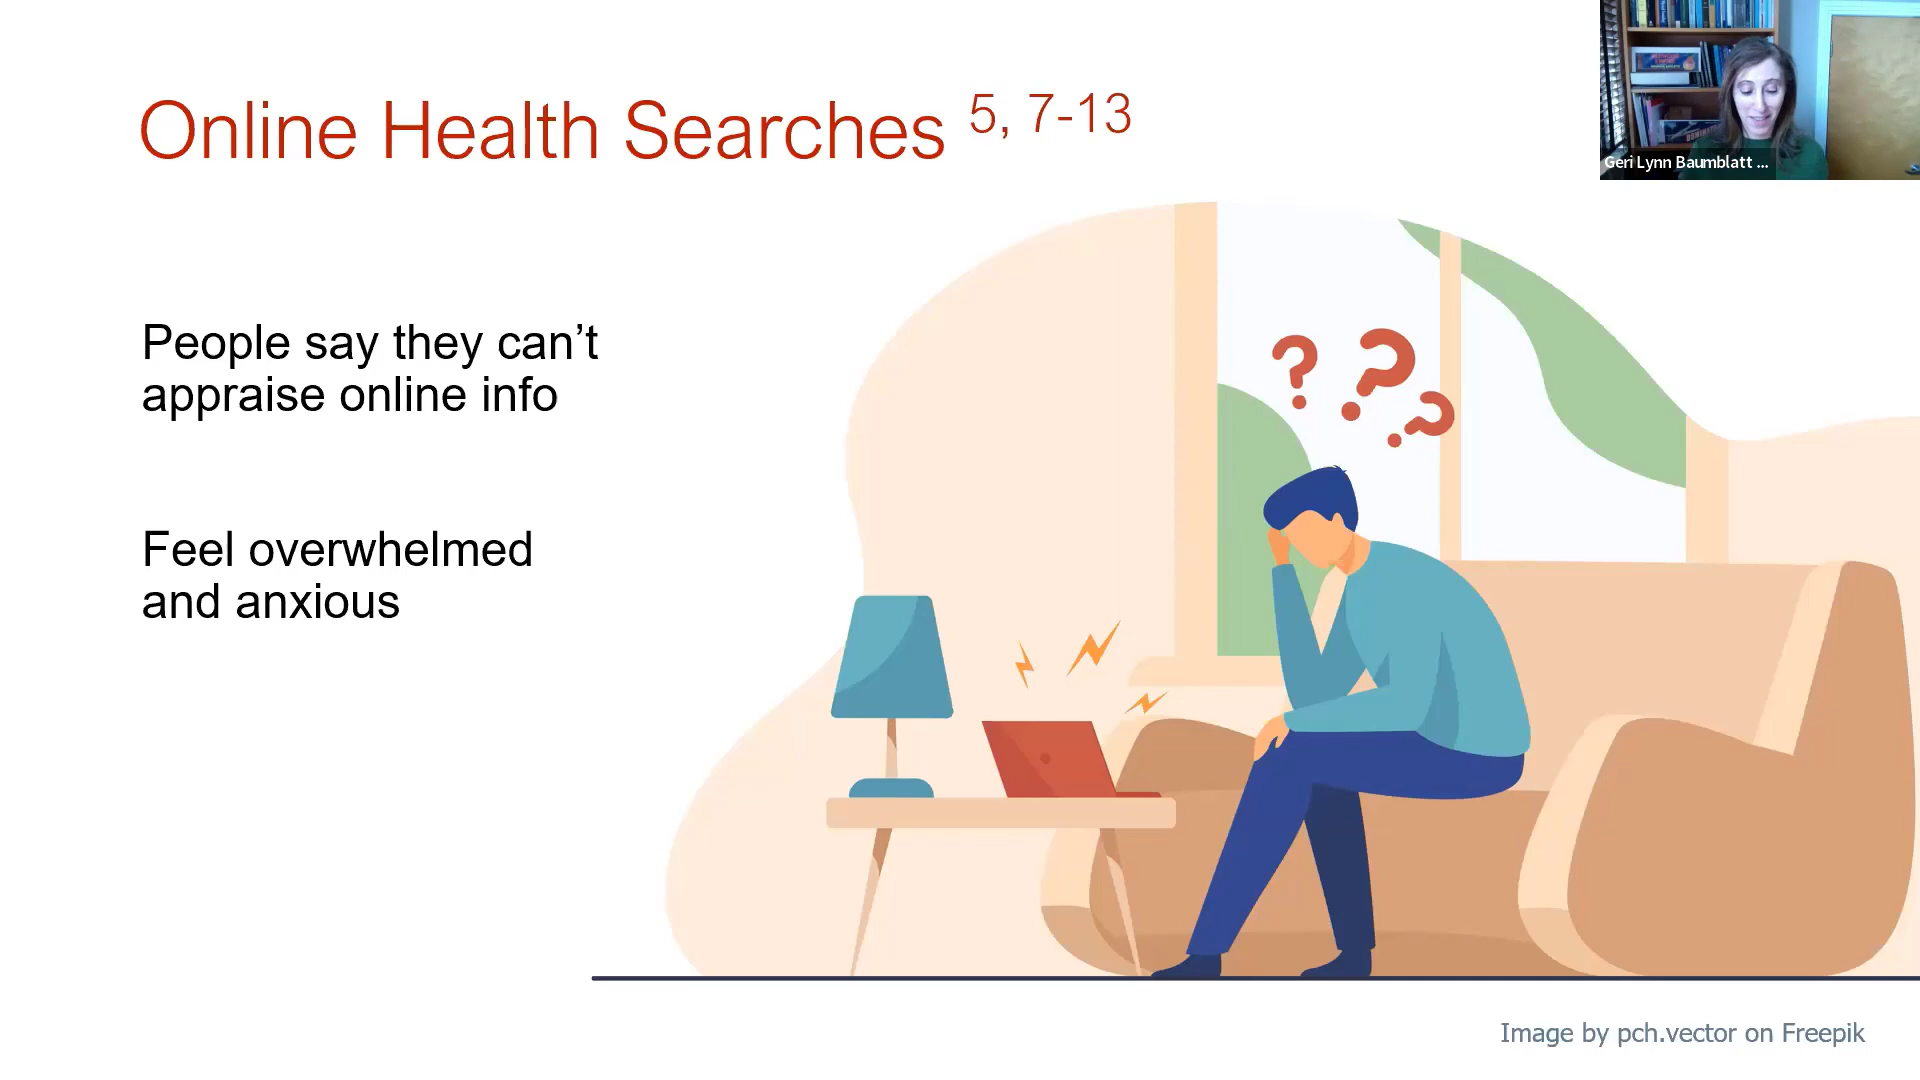 Online Health Searches 5, 7-13
Geri Lynn Baumblatt ...
People say they can’t
appraise online info
Feel overwhelmed
and anxious
Image by pch.vector on Freepik